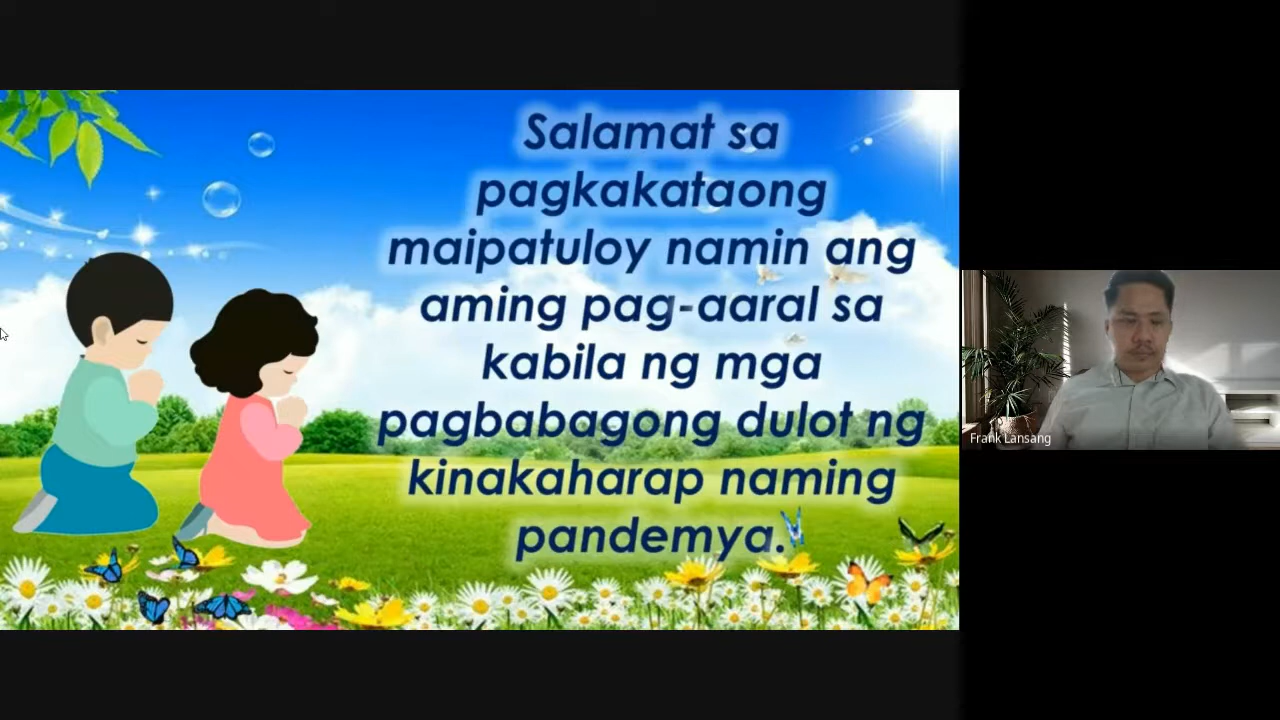 Salamat sa
pagkakataong
maipatuloy namin ang
aming pag-aaral sa
kabila ng mga
pagbabagong dulot ng
kinakaharap naming
pandemya.
Frank Lansang